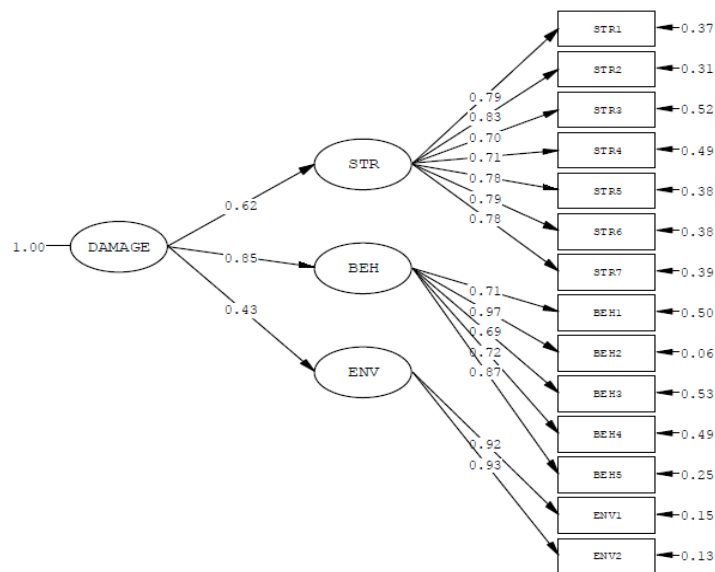 STR1
0.37
STR2
0.31
0.79
0.83
STR3
0.52
0.70
0.71
STR4
0.49
STR
0.78
STR5
0.38
0.62
0.79
STR6
0.38
1.00
DAMAGE
0.78
0.85
BEH
STR7
0.39
0.71
0.43
0.97
BEH1
0.50
0.69
0.72
BEH2
0.06
0.87
ENV
BEH3
0.53
BEH4
0.49
0.92
0.93
BEH5
0.25
ENV1
0.15
ENV2
0.13